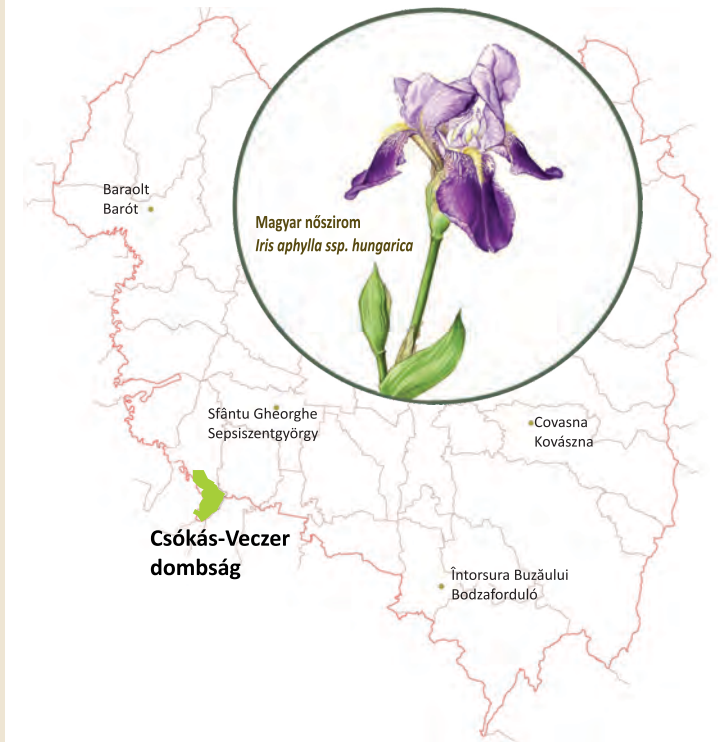 Baraolt
Barót
Magyar nőszirom
Iris aphylla ssp. hungarica
Sfântu Gheorghe
Sepsiszentgyörgy
Covasna
Kovászna
Csókás-Veczer
dombság
Întorsura Buzăului
Bodzaforduló